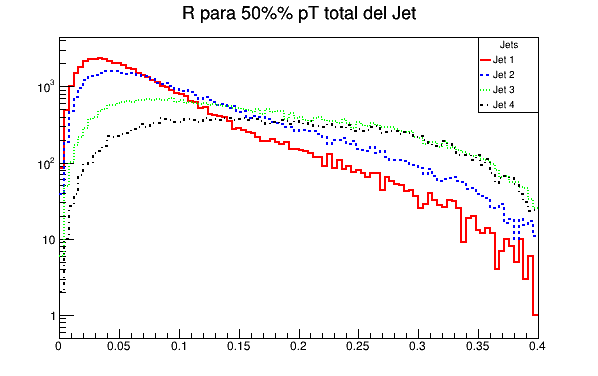 R para 50%% pT total del Jet
Jets
Jet 1
Jet 2
Jet 3
Jet 4
10³
10²
10
1
0 0.05 0.1 0.15 0.2 0.25 0.3 0.35 0.4